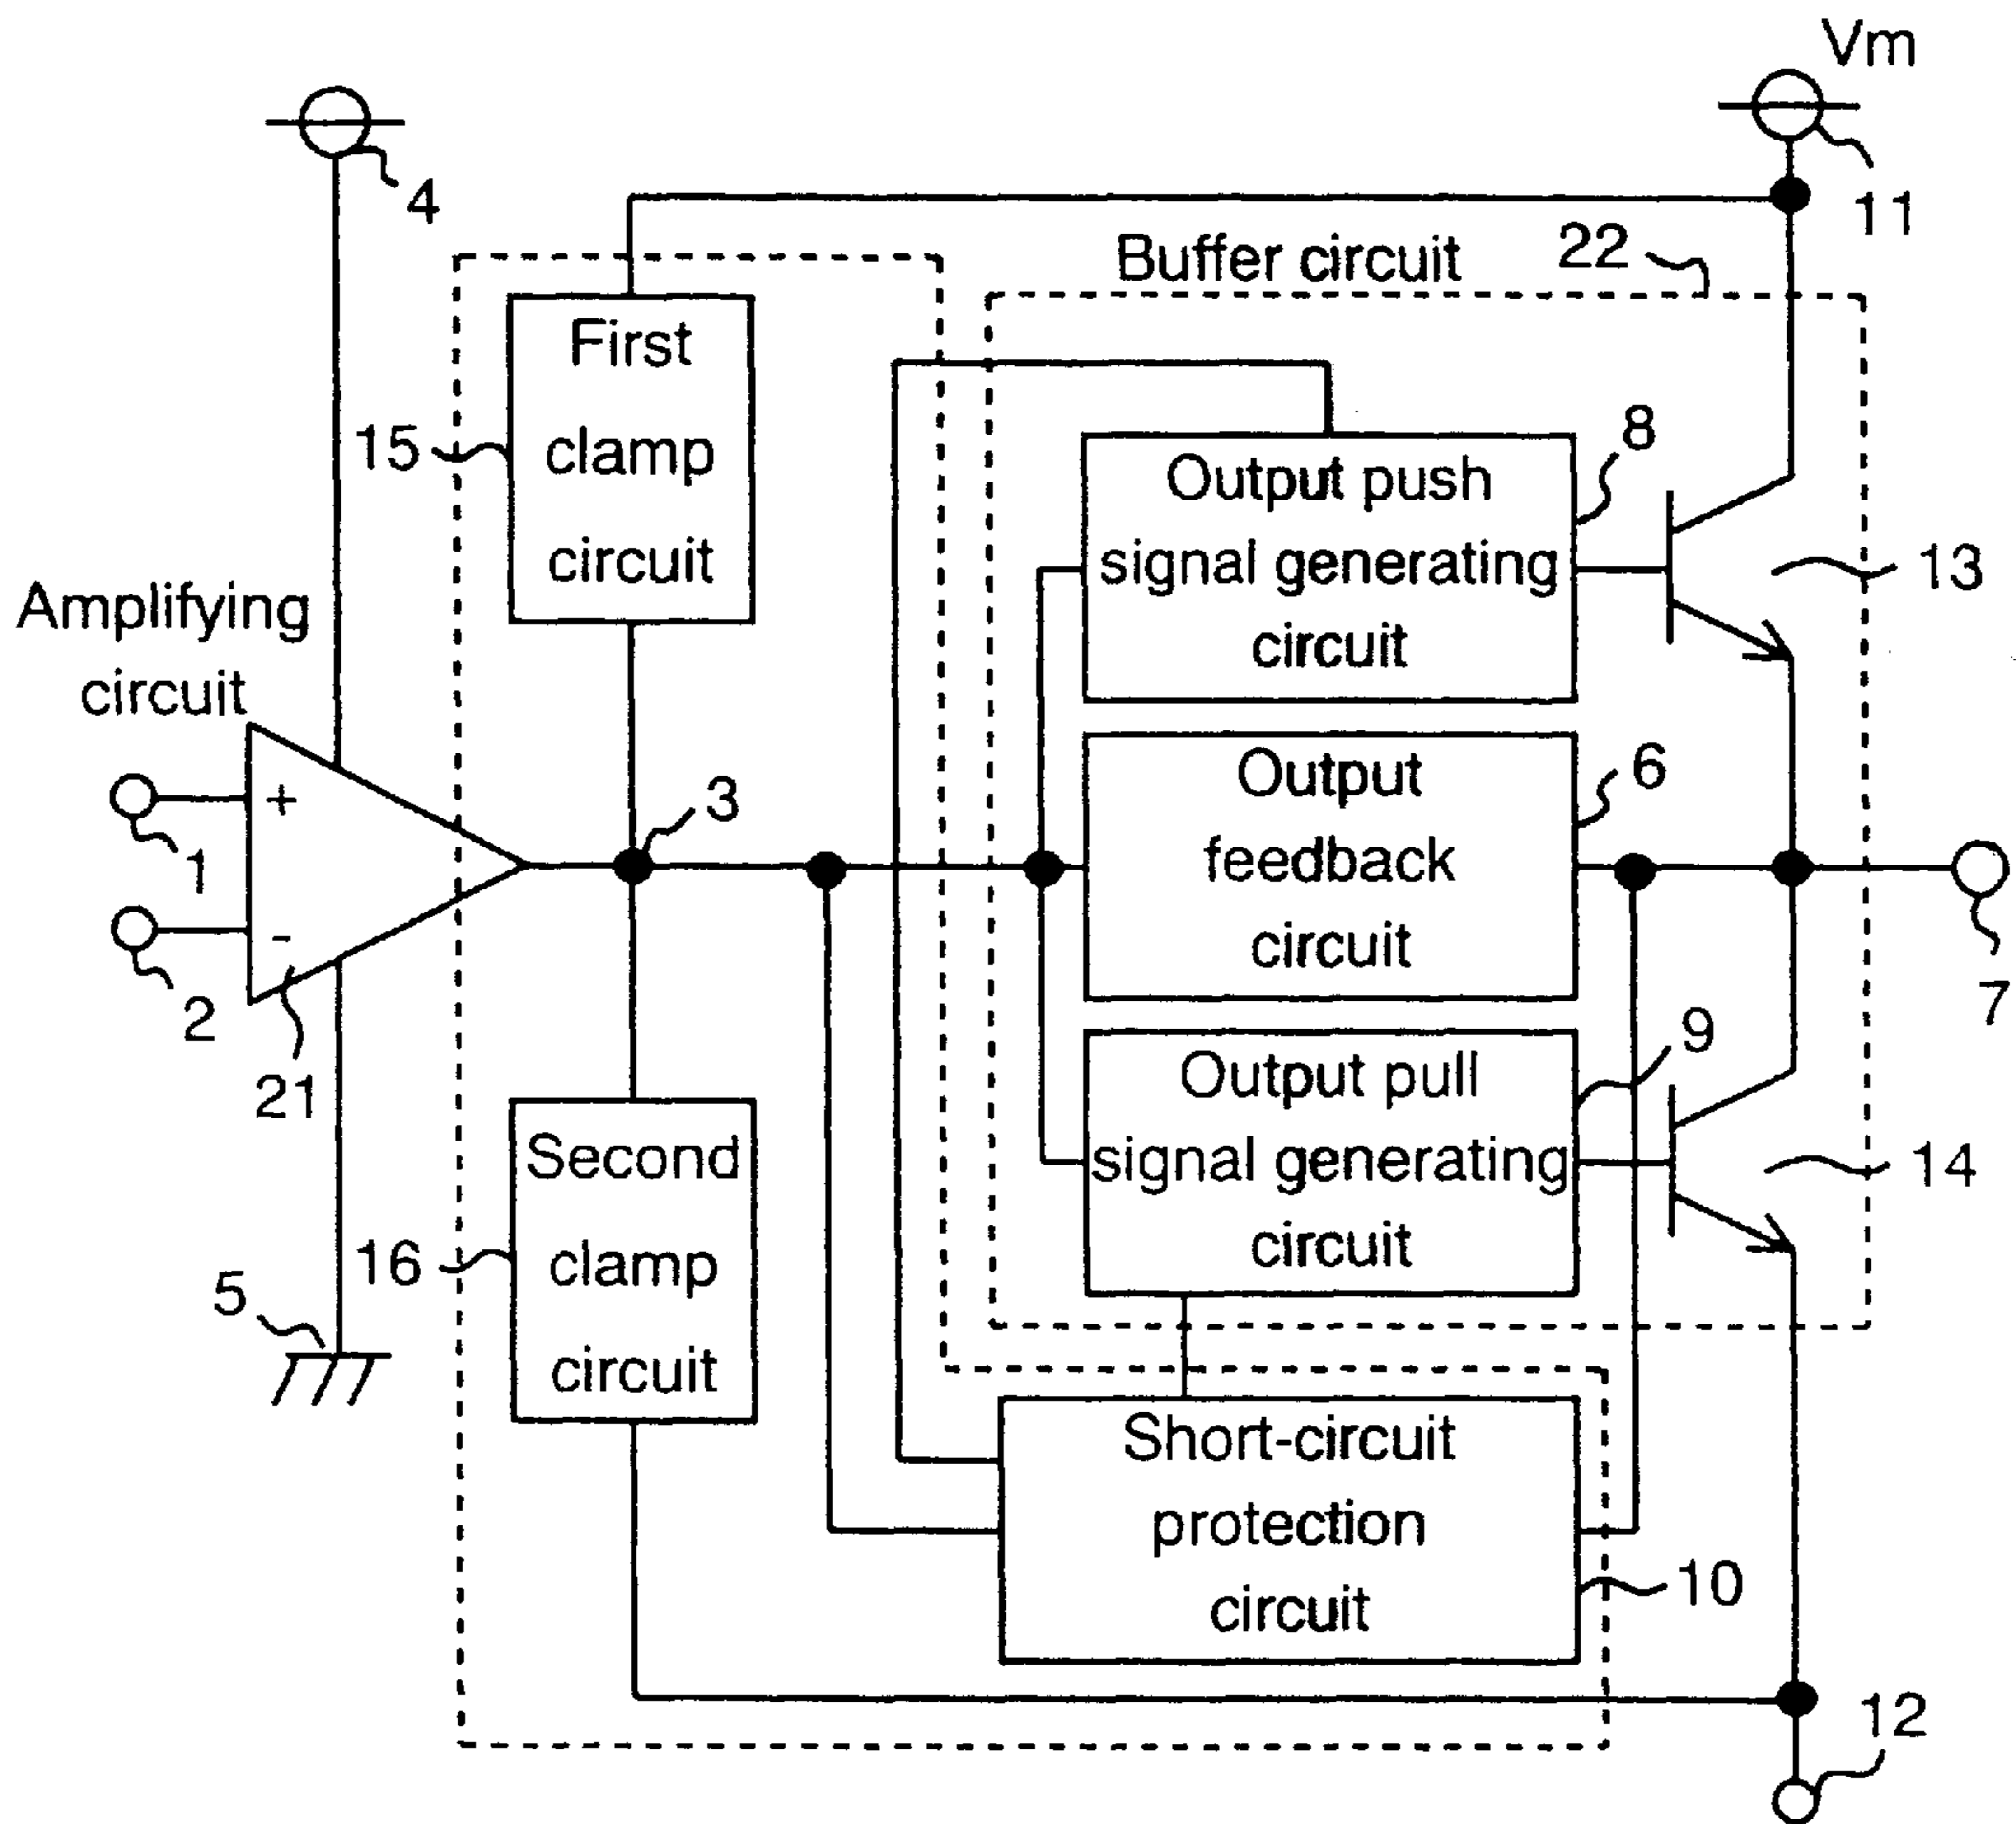 Vm
4
11
Buffer circuit
22
First
clamp
circuit
15
8
Output push
signal generating
circuit
13
Amplifying
circuit
+
1
-
2
21
3
6
Output
feedback
circuit
7
9
Output pull
signal generating
circuit
14
Second
clamp
circuit
16
5
Short-circuit
protection
circuit
10
12